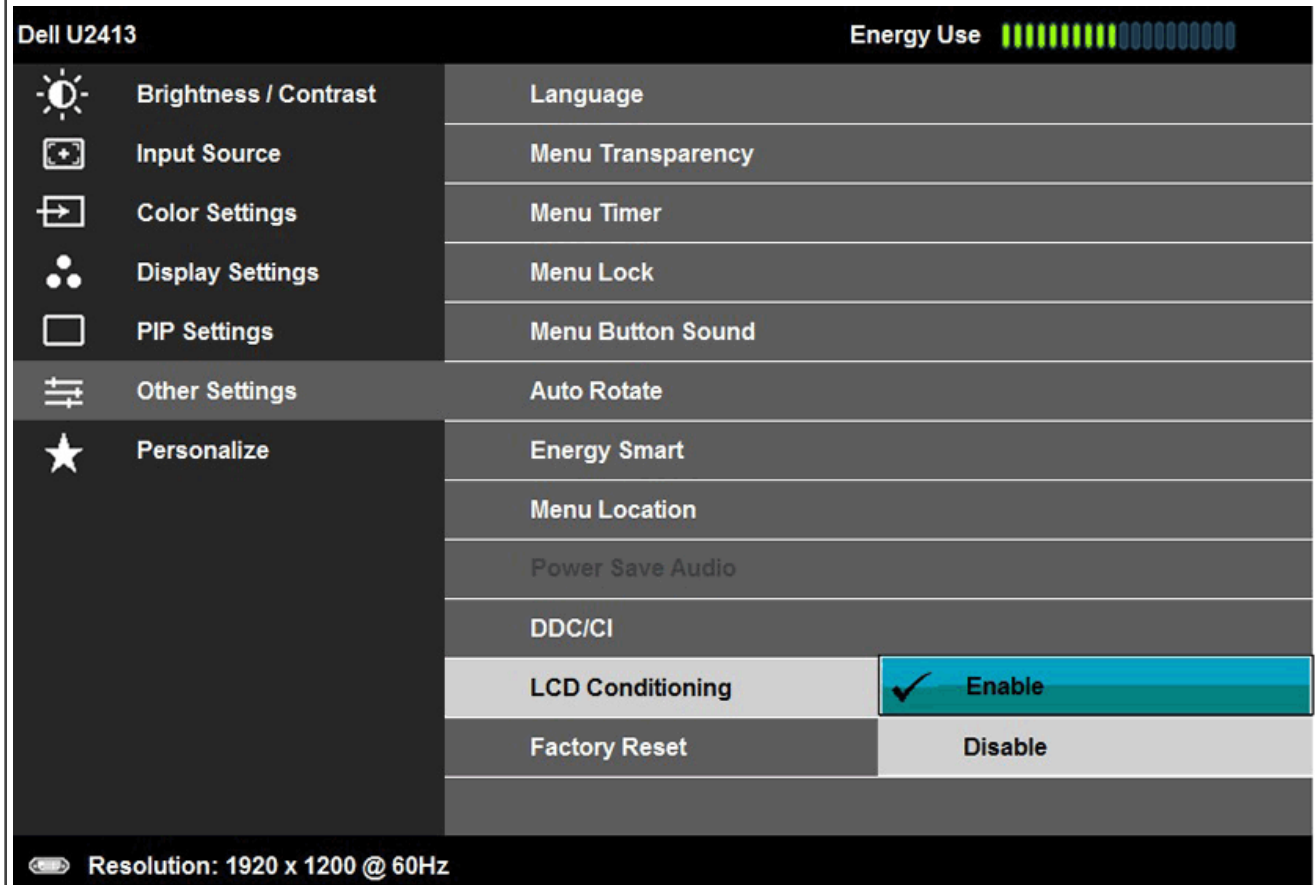 Dell U2413 Energy Use
Brightness / Contrast
Input Source
Color Settings
Display Settings
PIP Settings
Other Settings
Personalize
Language
Menu Transparency
Menu Timer
Menu Lock
Menu Button Sound
Auto Rotate
Energy Smart
Menu Location
Power Save Audio
DDC/CI
LCD Conditioning
Enable
Factory Reset
Disable
Resolution: 1920 x 1200 @ 60Hz